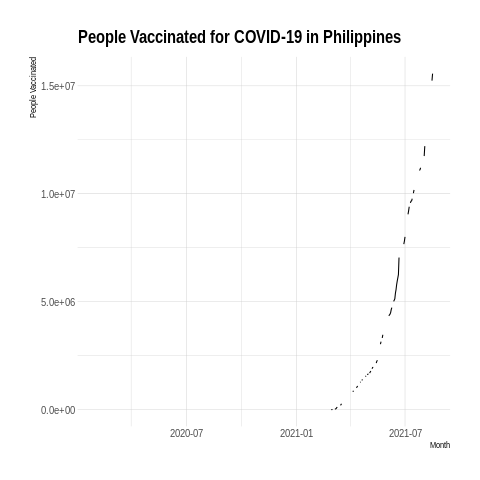 People Vaccinated for COVID-19 in Philippines
People Vaccinated
1.5e+07
1.0e+07
5.0e+06
0.0e+00
2020-07
2021-01
2021-07
Month